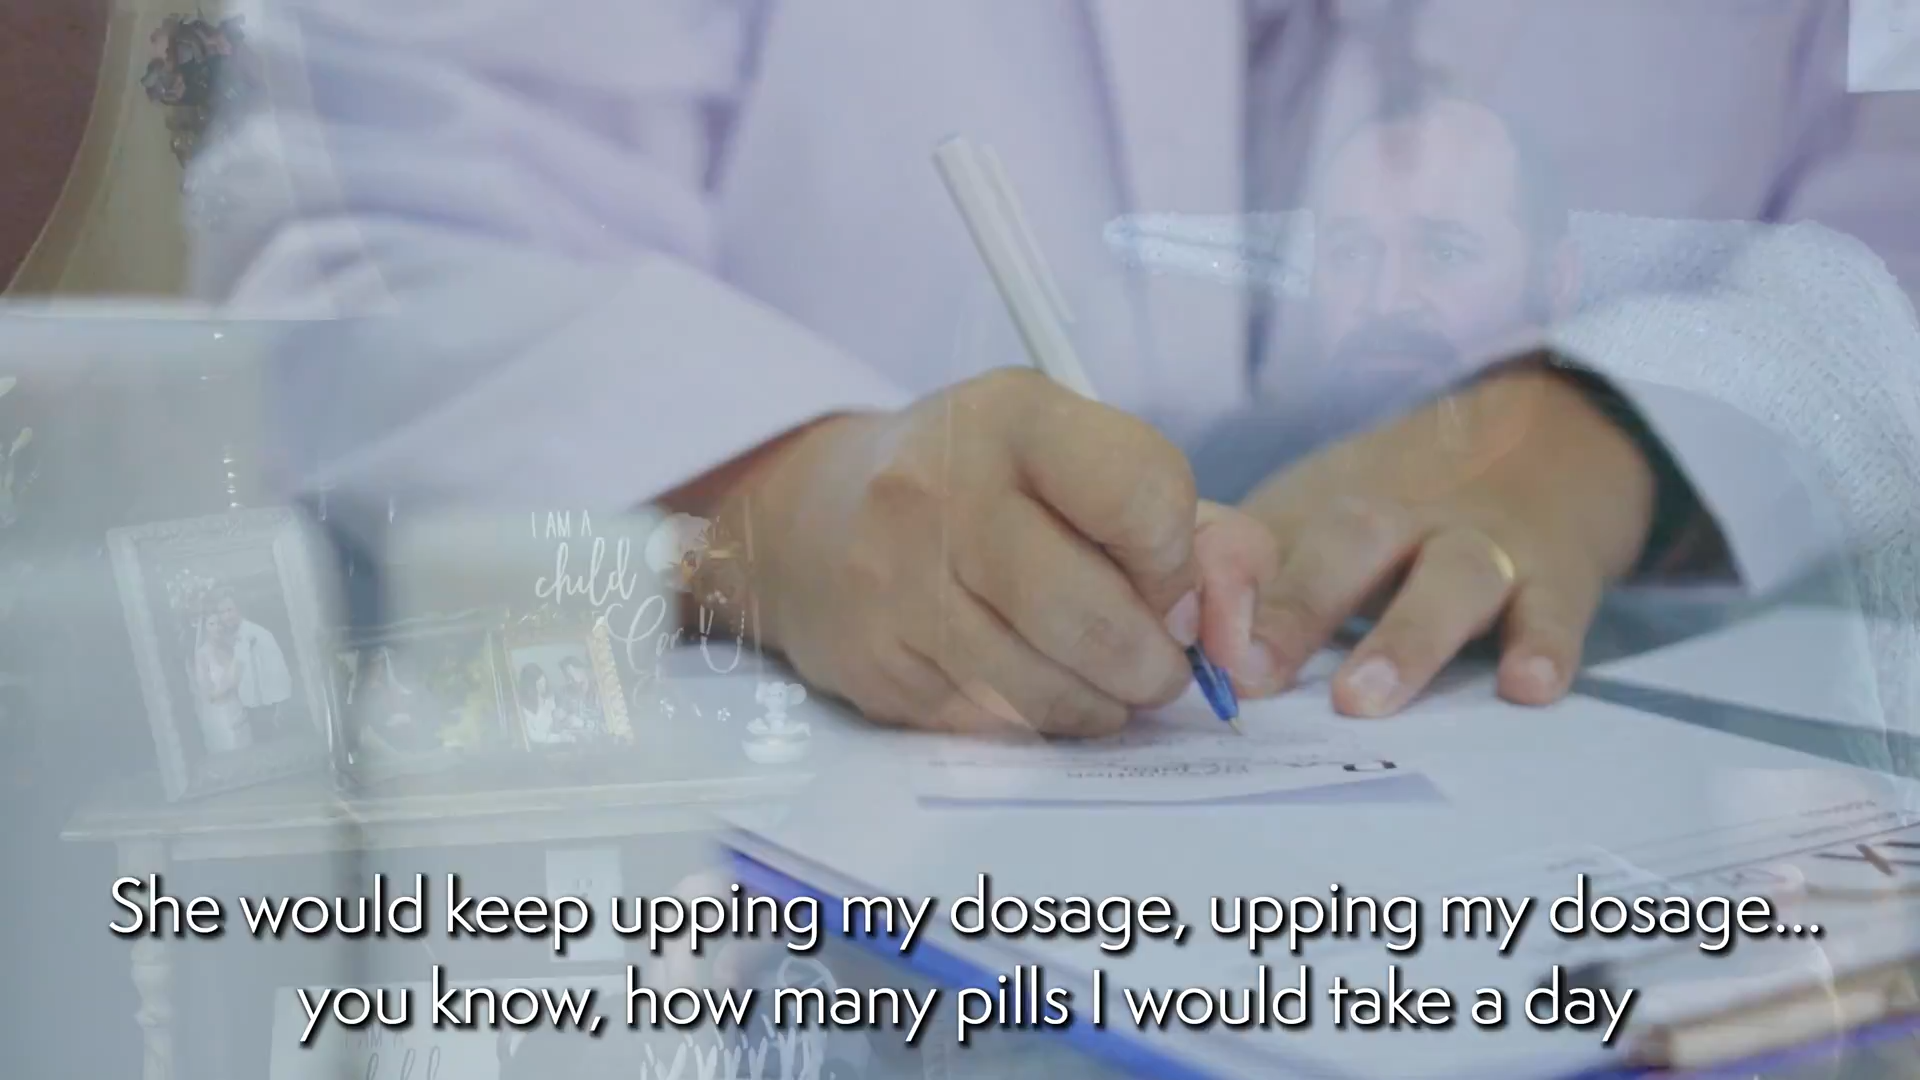 I AM A
child
She would keep upping my dosage, upping my dosage...
you know, how many pills I would take a day